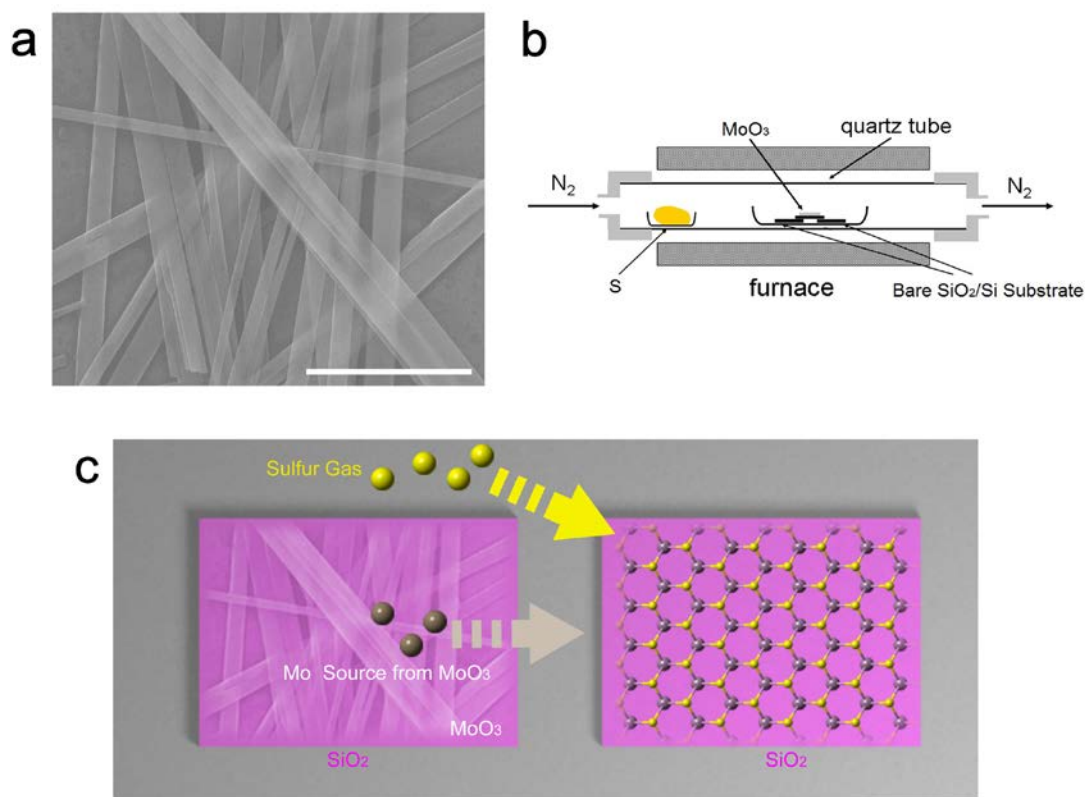 a
b
MoO₃
quartz tube
N₂
N₂
S
furnace
Bare SiO₂/Si Substrate
c
Sulfur Gas
Mo Source from MoO₃
MoO₃
SiO₂
SiO₂